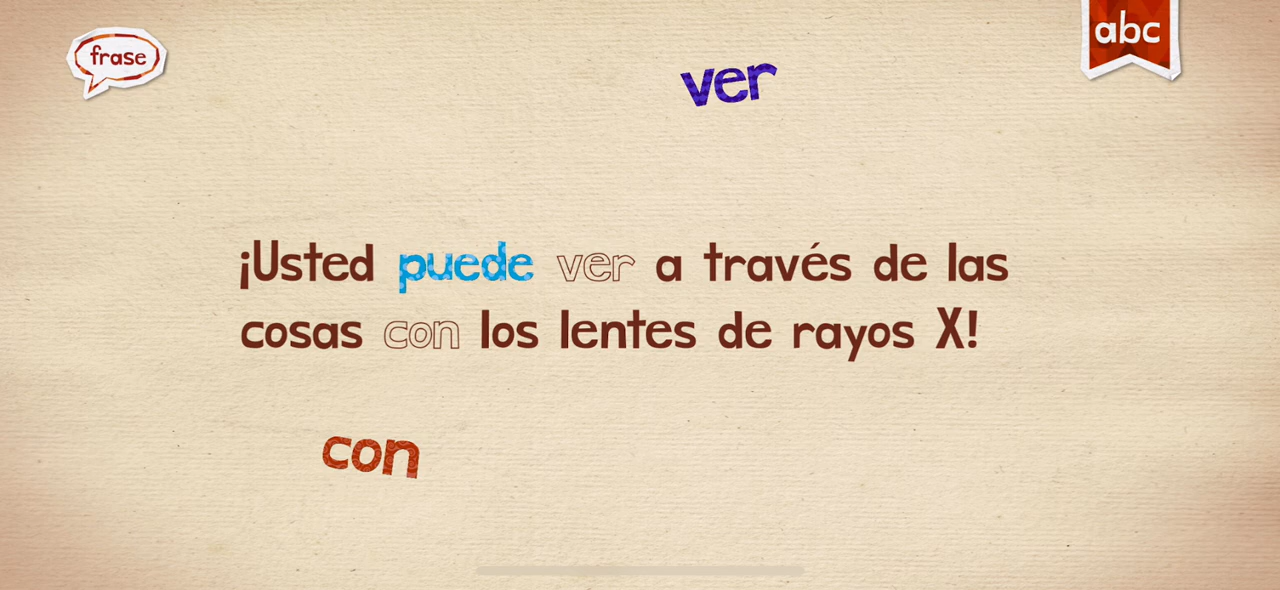 frase
abc
ver
¡Usted puede ver a través de las
cosas con los lentes de rayos X!
con